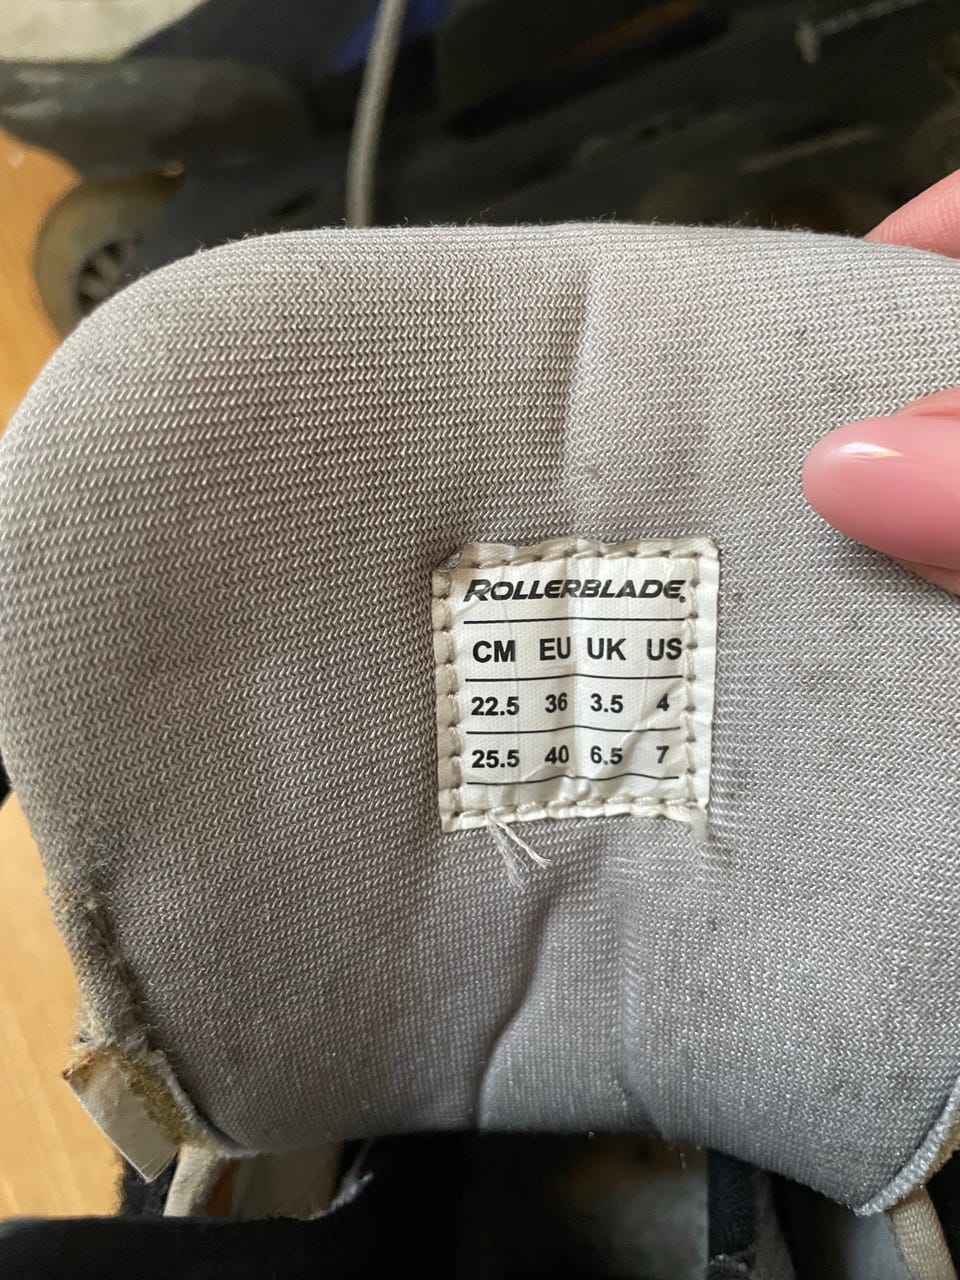 ROLLERBLADE.
CM EU UK US
22.5 36 3.5 4
25.5 40 6.5 7